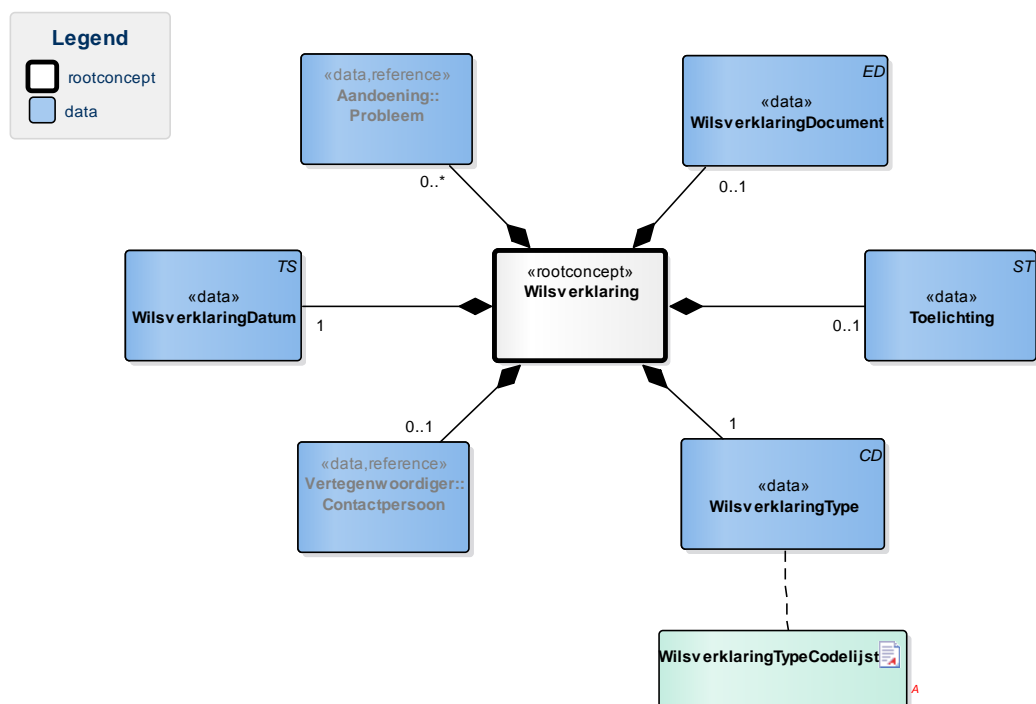 Legend
rootconcept
data
«data,reference»
Aandoening::
Probleem
0..*
ED
«data»
WilsverklaringDocument
0..1
TS
«data»
WilsverklaringDatum
1
«rootconcept»
Wilsverklaring
ST
«data»
Toelichting
0..1
0..1
«data,reference»
Vertegenwoordiger::
Contactpersoon
1
CD
«data»
WilsverklaringType
WilsverklaringTypeCodelijst
A